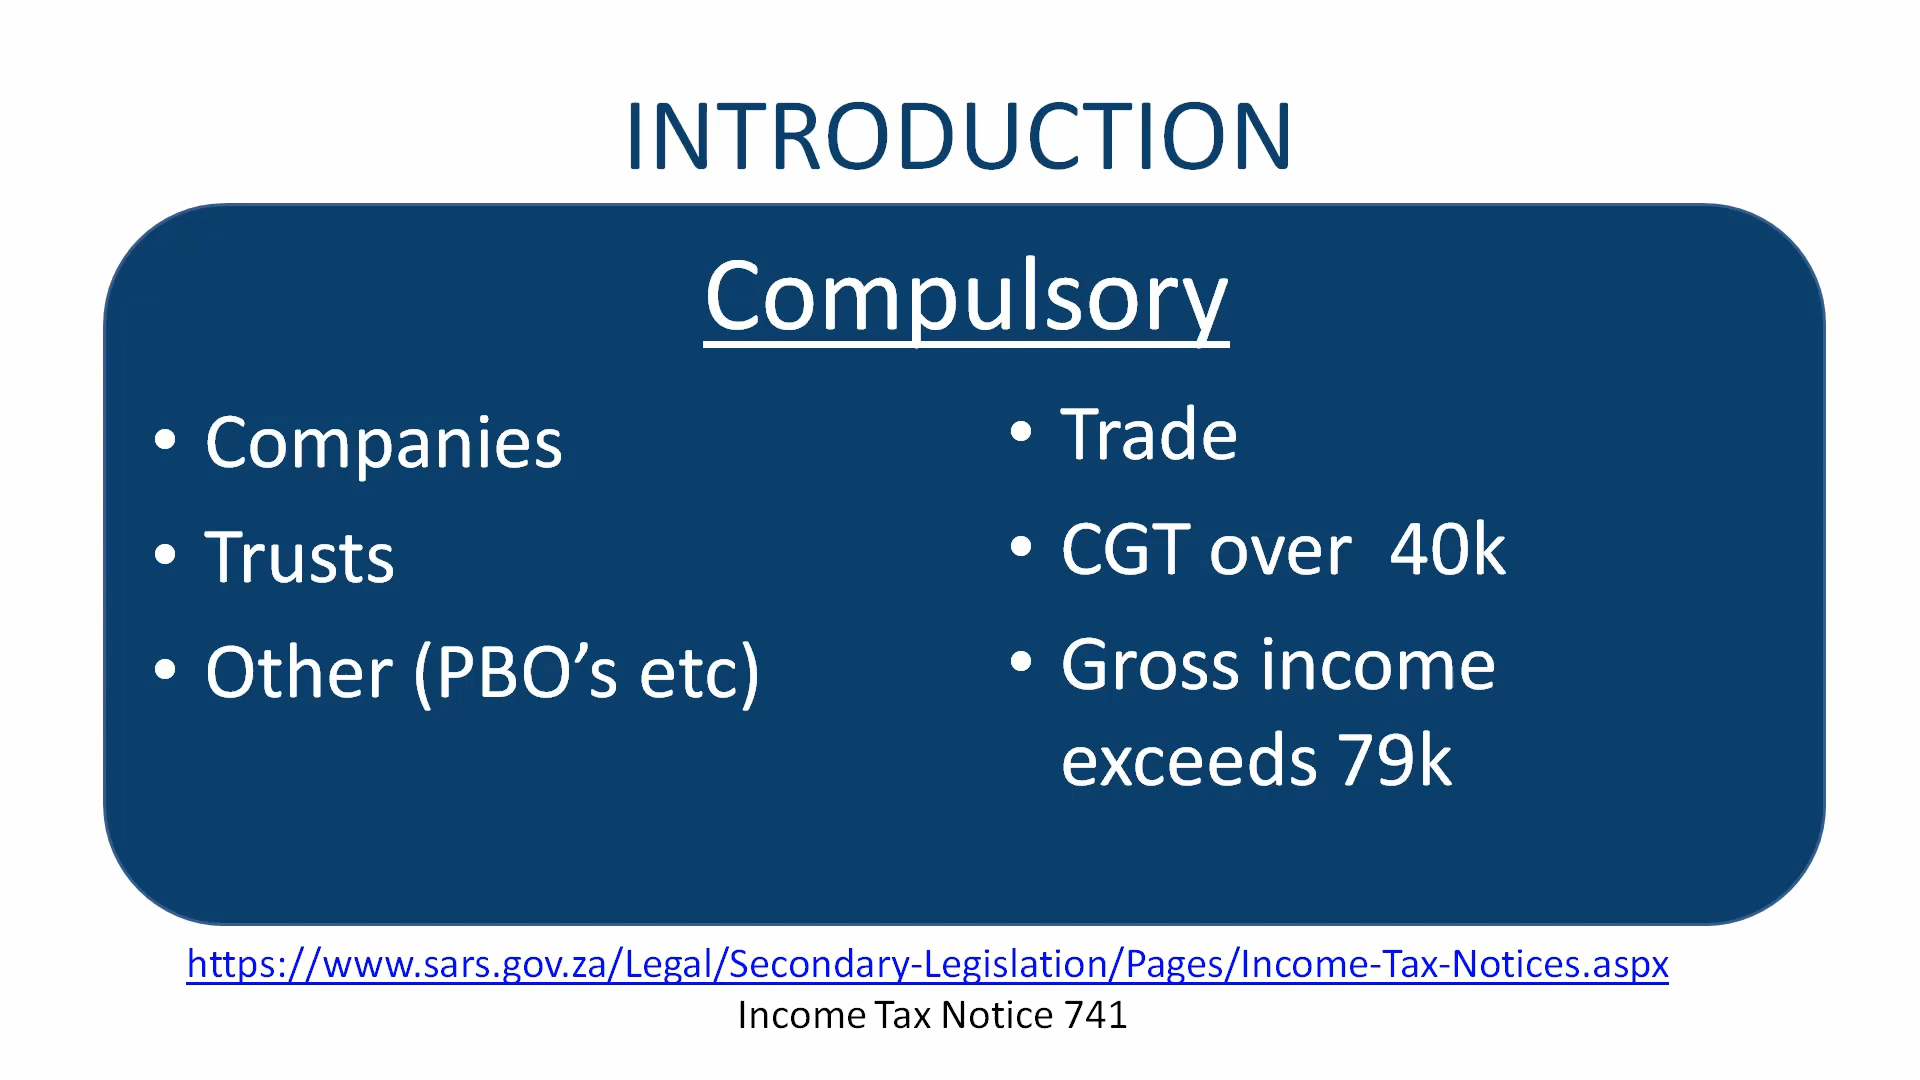 INTRODUCTION
Compulsory
• Companies
• Trusts
• Other (PBO’s etc)
• Trade
• CGT over  40k
• Gross income
exceeds 79k
https://www.sars.gov.za/Legal/Secondary-Legislation/Pages/Income-Tax-Notices.aspx
Income Tax Notice 741